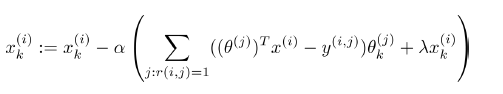 $x_k^{(i)} := x_k^{(i)} - \alpha \left( \sum_{j:r(i,j)=1} ((\theta^{(j)})^T x^{(i)} - y^{(i,j)}) \theta_k^{(j)} + \lambda x_k^{(i)} \right)$